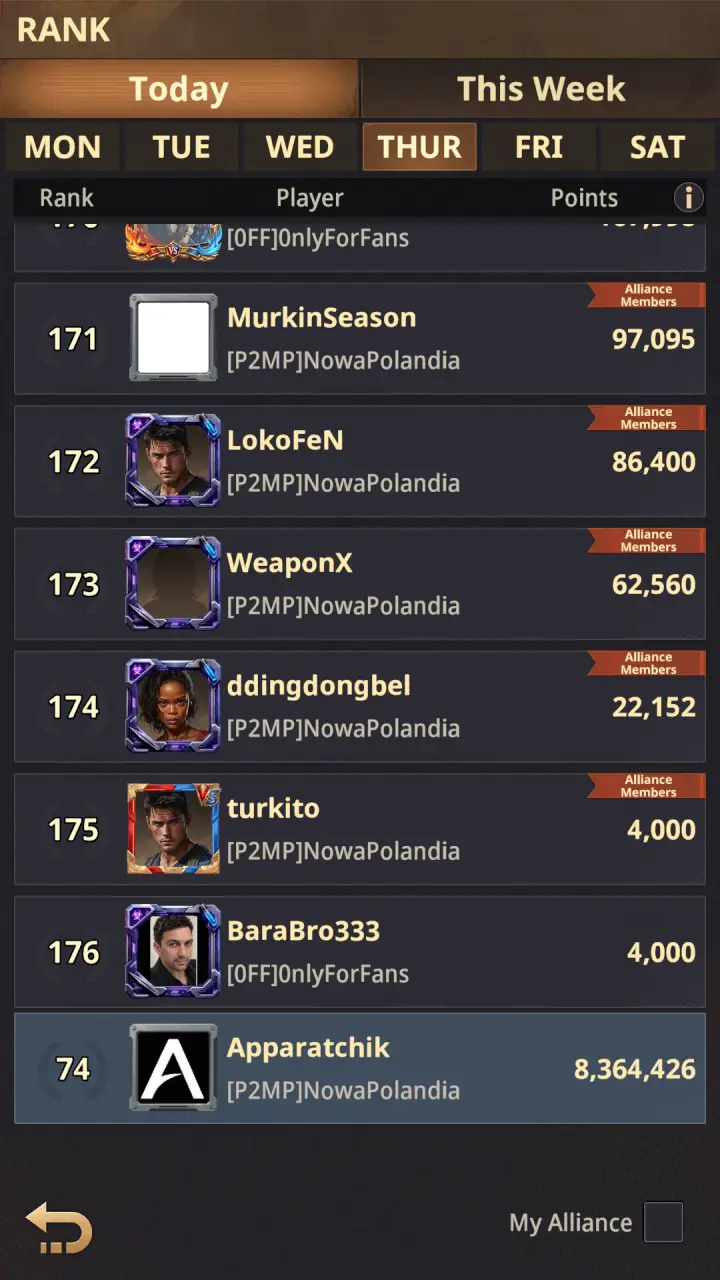 RANK
Today
This Week
MON
TUE
WED
THUR
FRI
SAT
Rank
Player
Points
[0FF]0nlyForFans
171
MurkinSeason
[P2MP]NowaPolandia
Alliance
Members
97,095
172
LokoFeN
[P2MP]NowaPolandia
Alliance
Members
86,400
173
WeaponX
[P2MP]NowaPolandia
Alliance
Members
62,560
174
ddingdongbel
[P2MP]NowaPolandia
Alliance
Members
22,152
175
VS
turkito
[P2MP]NowaPolandia
Alliance
Members
4,000
176
BaraBro333
[0FF]0nlyForFans
4,000
74
A
Apparatchik
[P2MP]NowaPolandia
8,364,426
My Alliance